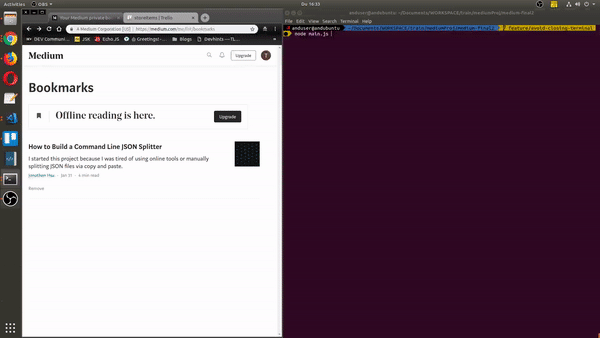 Activities
OBS
Do 16:33
Your Medium private b
A Medium Corporation [US]
https://medium.com/me/list/bookmarks
DEV Communi...
JSK
Echo JS
Greetings! -
Blogs
DevHints — TL...
Medium
Upgrade
T
Bookmarks
Offline reading is here.
Upgrade
How to Build a Command Line JSON Splitter
I started this project because I was tired of using online tools or manually
splitting JSON files via copy and paste.
Jonathan Hsu · Jan 31 · 4 min read
Remove
File Edit View Search Terminal Help
feature/avoid-closing-terminal
node main.js